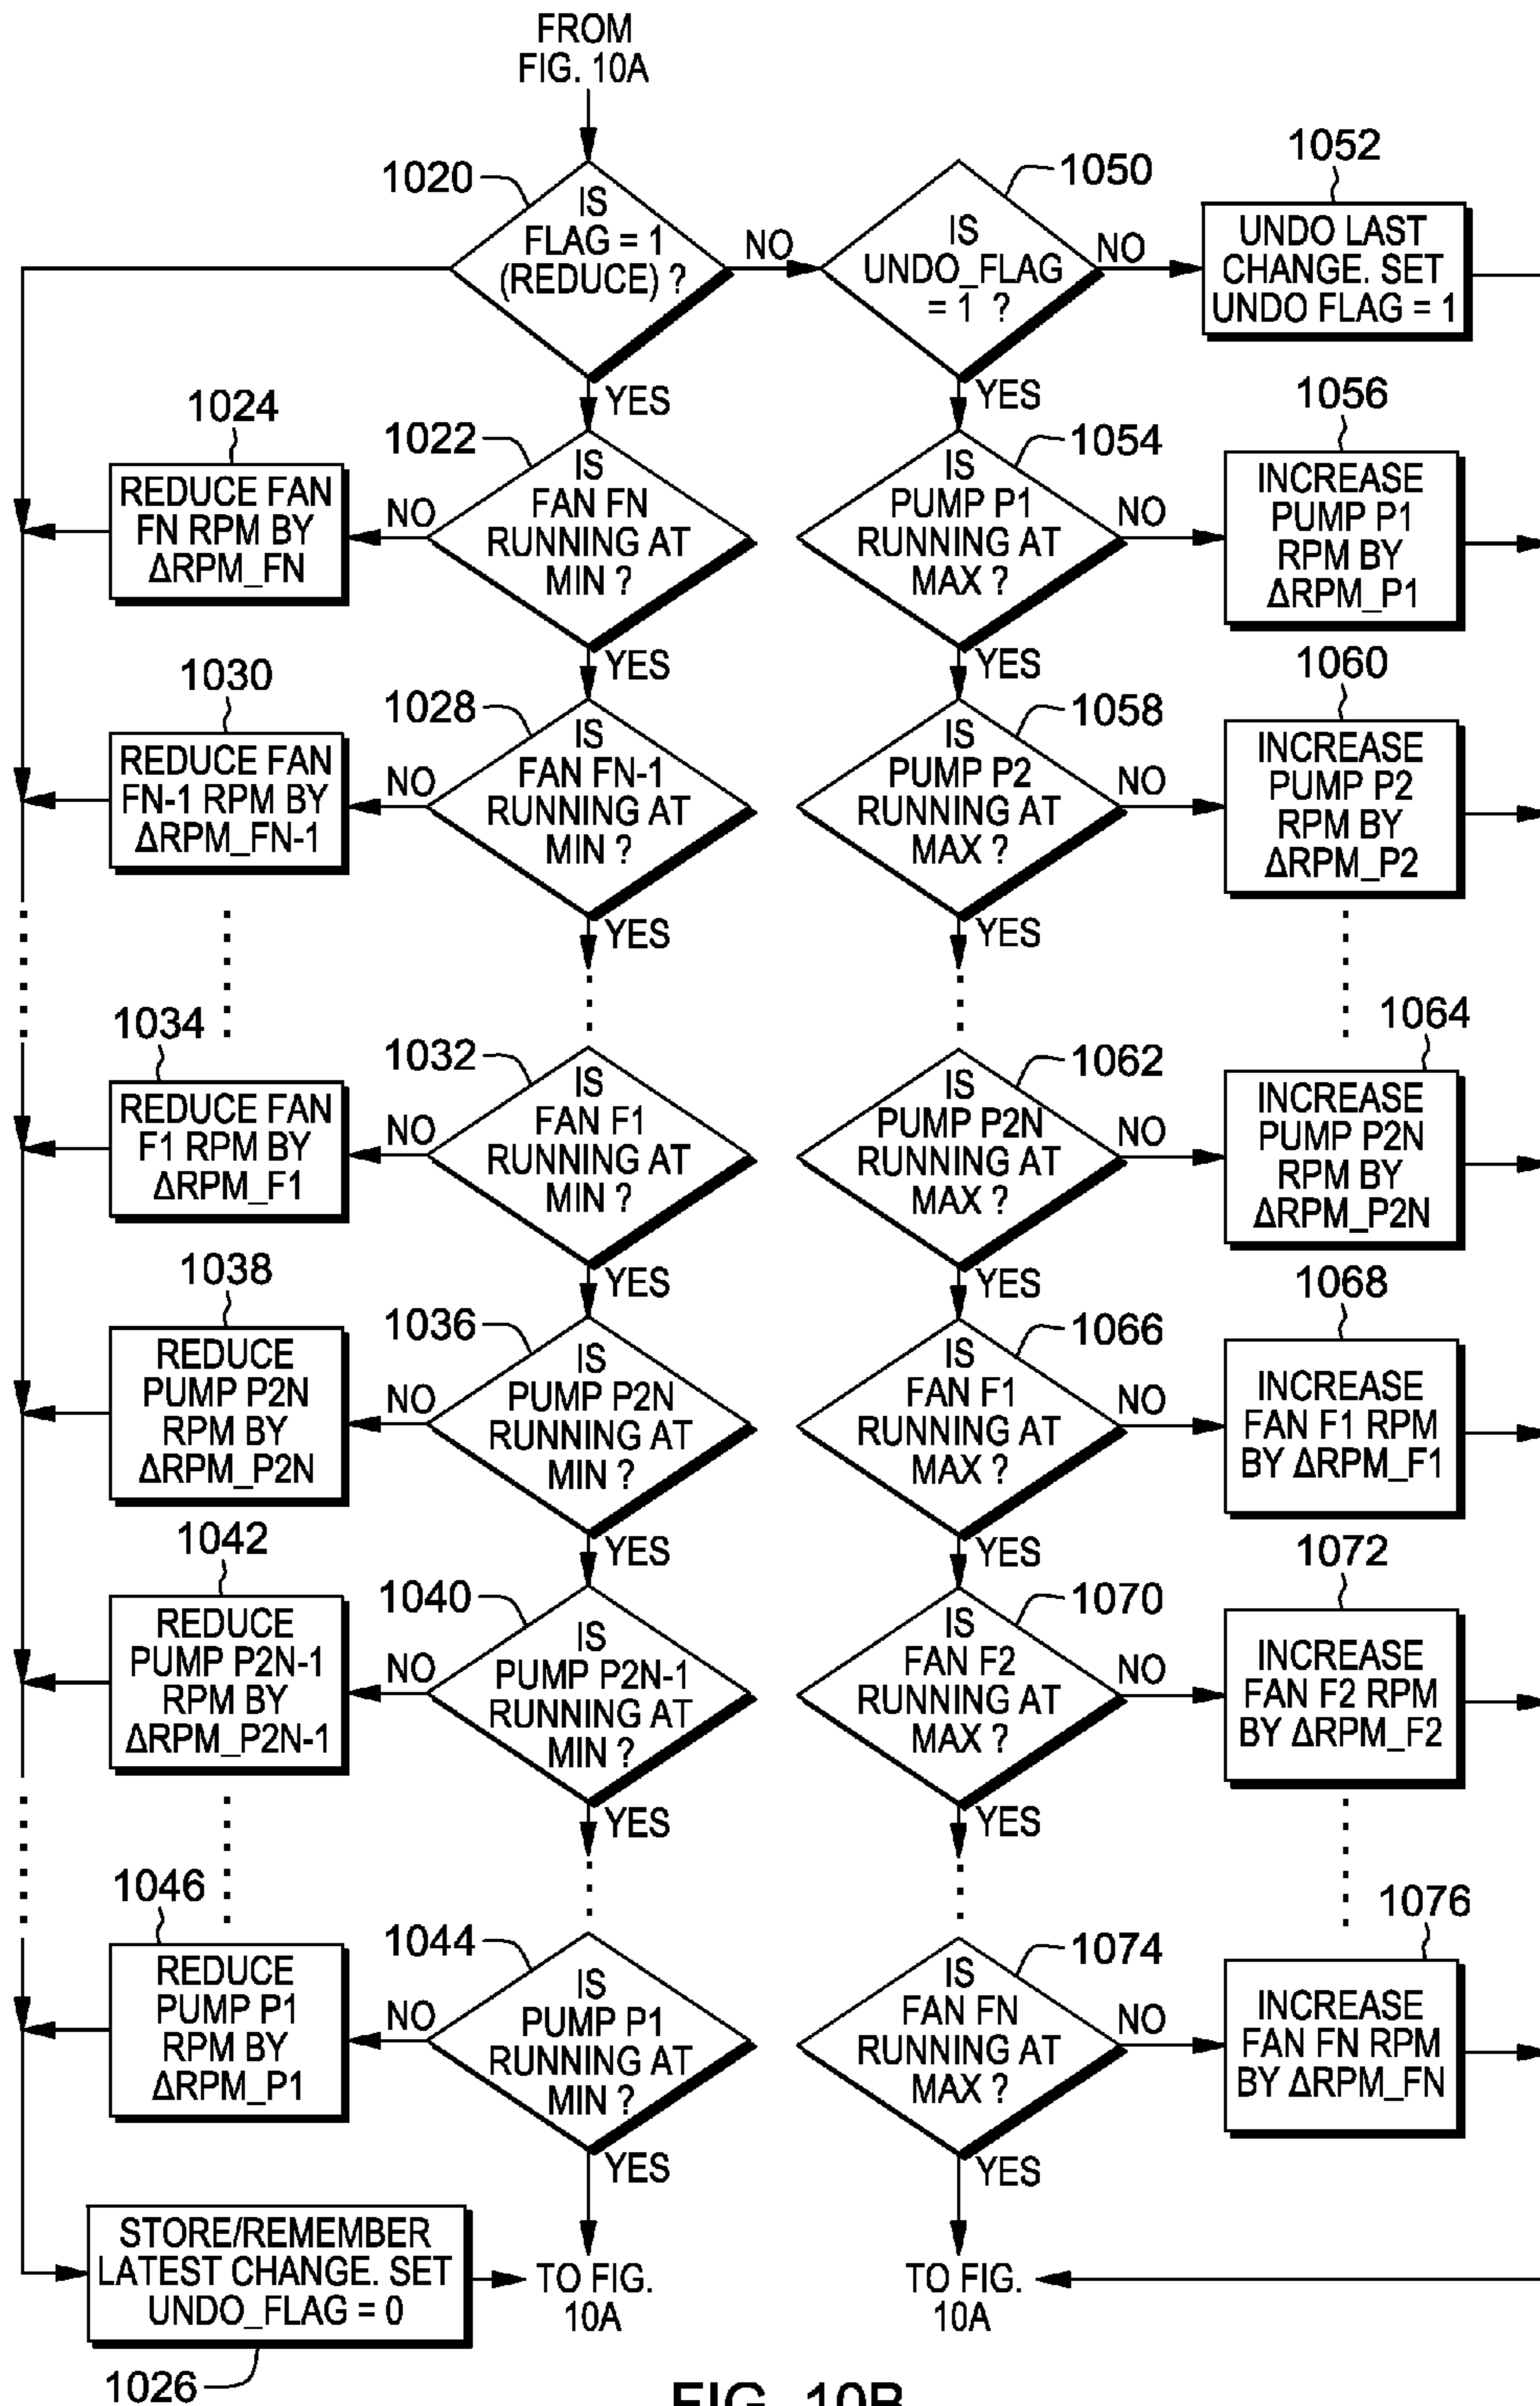 FROM
FIG. 10A
1020
IS
FLAG = 1
(REDUCE) ?
NO
YES
1050
IS
UNDO_FLAG
= 1 ?
NO
YES
1052
UNDO LAST
CHANGE. SET
UNDO FLAG = 1
1024
REDUCE FAN
FN RPM BY
ΔRPM_FN
NO
1022
IS
FAN FN
RUNNING AT
MIN ?
YES
1054
IS
PUMP P1
RUNNING AT
MAX ?
NO
YES
1056
INCREASE
PUMP P1
RPM BY
ΔRPM_P1
1030
REDUCE FAN
FN-1 RPM BY
ΔRPM_FN-1
NO
1028
IS
FAN FN-1
RUNNING AT
MIN ?
YES
1058
IS
PUMP P2
RUNNING AT
MAX ?
NO
YES
1060
INCREASE
PUMP P2
RPM BY
ΔRPM_P2
1034
REDUCE FAN
F1 RPM BY
ΔRPM_F1
NO
1032
IS
FAN F1
RUNNING AT
MIN ?
YES
1062
IS
PUMP P2N
RUNNING AT
MAX ?
NO
YES
1064
INCREASE
PUMP P2N
RPM BY
ΔRPM_P2N
1038
REDUCE
PUMP P2N
RPM BY
ΔRPM_P2N
NO
1036
IS
PUMP P2N
RUNNING AT
MIN ?
YES
1066
IS
FAN F1
RUNNING AT
MAX ?
NO
YES
1068
INCREASE
FAN F1 RPM
BY ΔRPM_F1
1042
REDUCE
PUMP P2N-1
RPM BY
ΔRPM_P2N-1
NO
1040
IS
PUMP P2N-1
RUNNING AT
MIN ?
YES
1070
IS
FAN F2
RUNNING AT
MAX ?
NO
YES
1072
INCREASE
FAN F2 RPM
BY ΔRPM_F2
1046
REDUCE
PUMP P1
RPM BY
ΔRPM_P1
NO
1044
IS
PUMP P1
RUNNING AT
MIN ?
YES
1074
IS
FAN FN
RUNNING AT
MAX ?
NO
YES
1076
INCREASE
FAN FN RPM
BY ΔRPM_FN
STORE/REMEMBER
LATEST CHANGE. SET
UNDO_FLAG = 0
1026
TO FIG.
10A
TO FIG.
10A
FIG. 10B